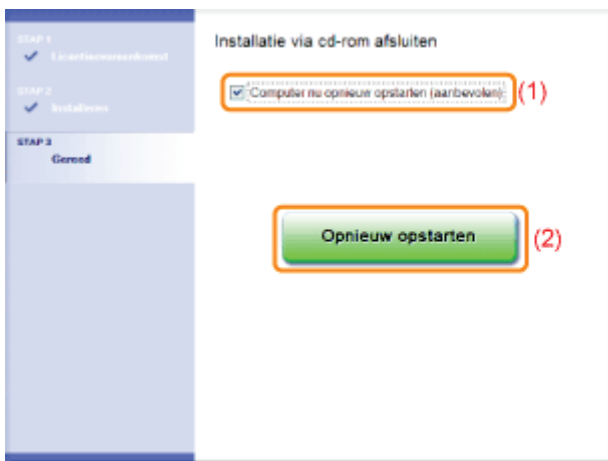 STAP 1
Licentieovereenkomst
STAP 2
Installeren
STAP 3
Gereed
Installatie via cd-rom afsluiten
Computer nu opnieuw opstarten (aanbevolen)
(1)
Opnieuw opstarten
(2)